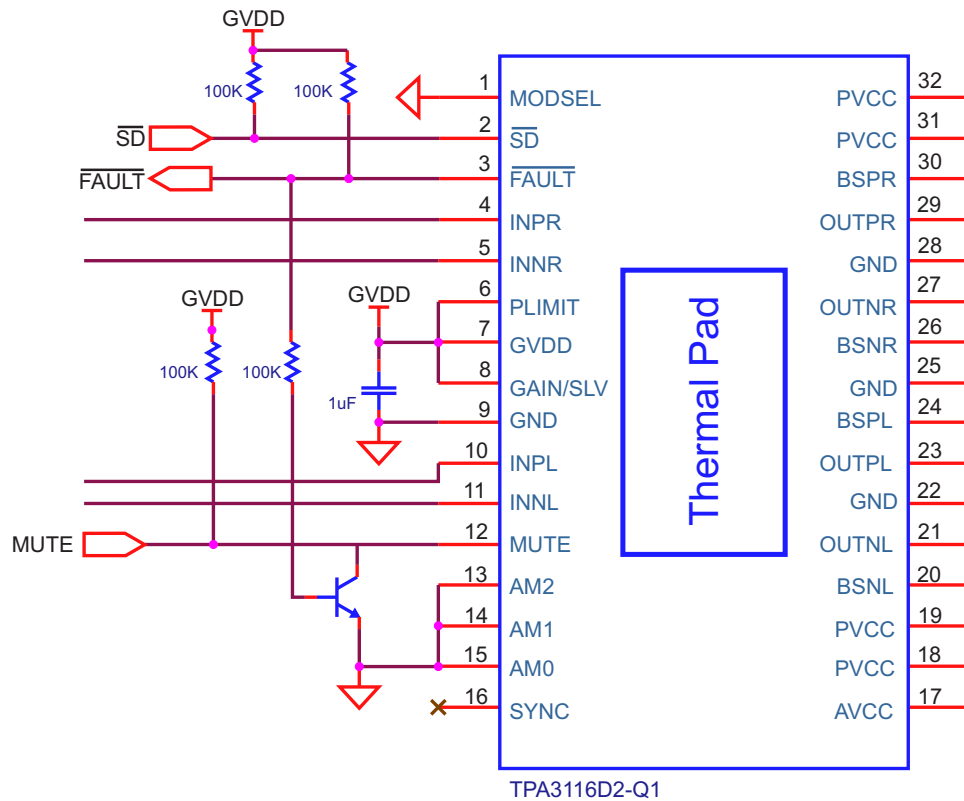 GVDD
100K
100K
SD
FAULT
GVDD
GVDD
100K
100K
1uF
MUTE
1 MODSEL
2 SD
3 FAULT
4 INPR
5 INNR
6 PLIMIT
7 GVDD
8 GAIN/SLV
9 GND
10 INPL
11 INNL
12 MUTE
13 AM2
14 AM1
15 AM0
16 SYNC
Thermal Pad
PVCC 32
PVCC 31
BSPR 30
OUTPR 29
GND 28
OUTNR 27
BSNR 26
GND 25
BSPL 24
OUTPL 23
GND 22
OUTNL 21
BSNL 20
PVCC 19
PVCC 18
AVCC 17
TPA3116D2-Q1